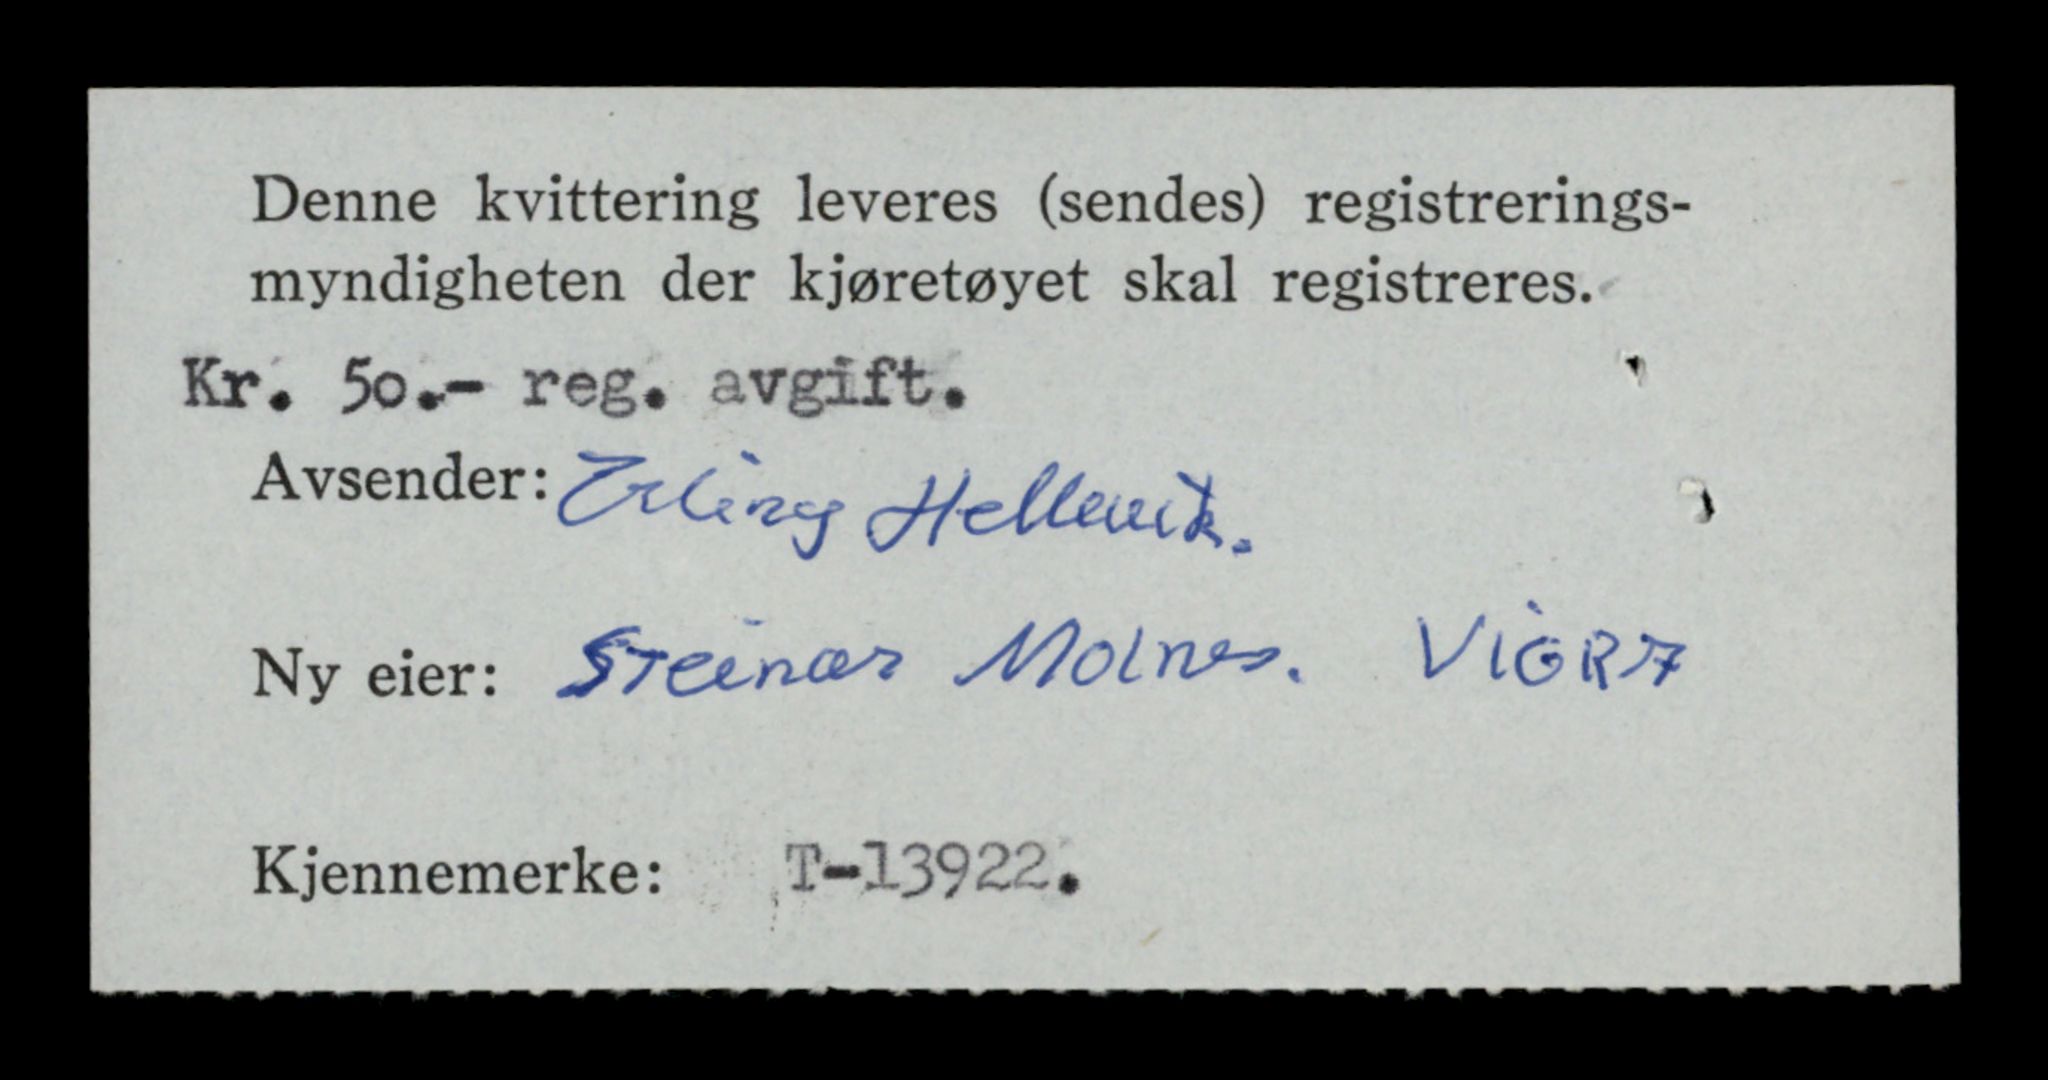 Denne kvittering leveres (sendes) registrerings-
myndigheten der kjøretøyet skal registreres.
Kr. 50.- reg. avgift.
Avsender: Erling Hellevik.
Ny eier: Steinar Molnes. VIGRA
Kjennemerke: T-13922.